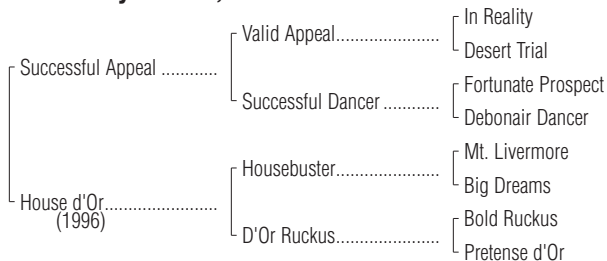 In Reality
Valid Appeal.....................
Desert Trial
Successful Appeal ............
Fortunate Prospect
Successful Dancer ............
Debonair Dancer
Mt. Livermore
Housebuster.....................
Big Dreams
House d'Or.......................
(1996)
Bold Ruckus
D'Or Ruckus.....................
Pretense d'Or